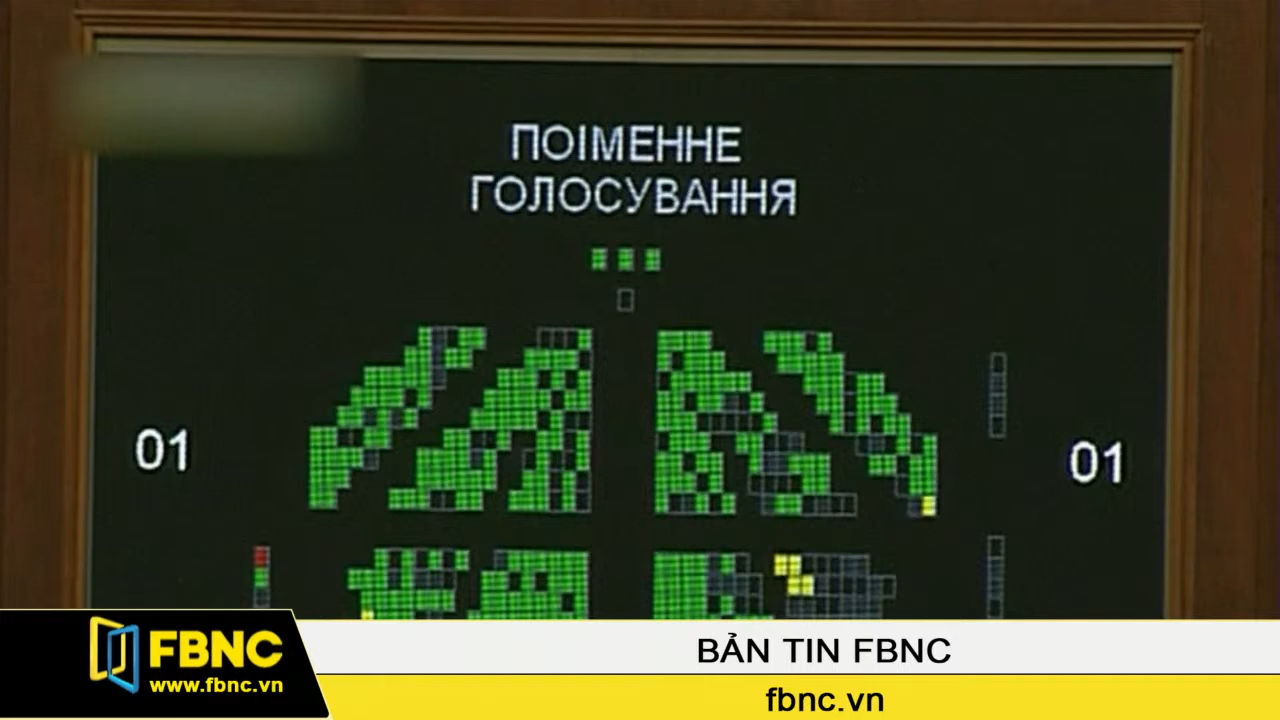 ПОІМЕННЕ
ГОЛОСУВАННЯ
01
01
FBNC
www.fbnc.vn
BẢN TIN FBNC
fbnc.vn